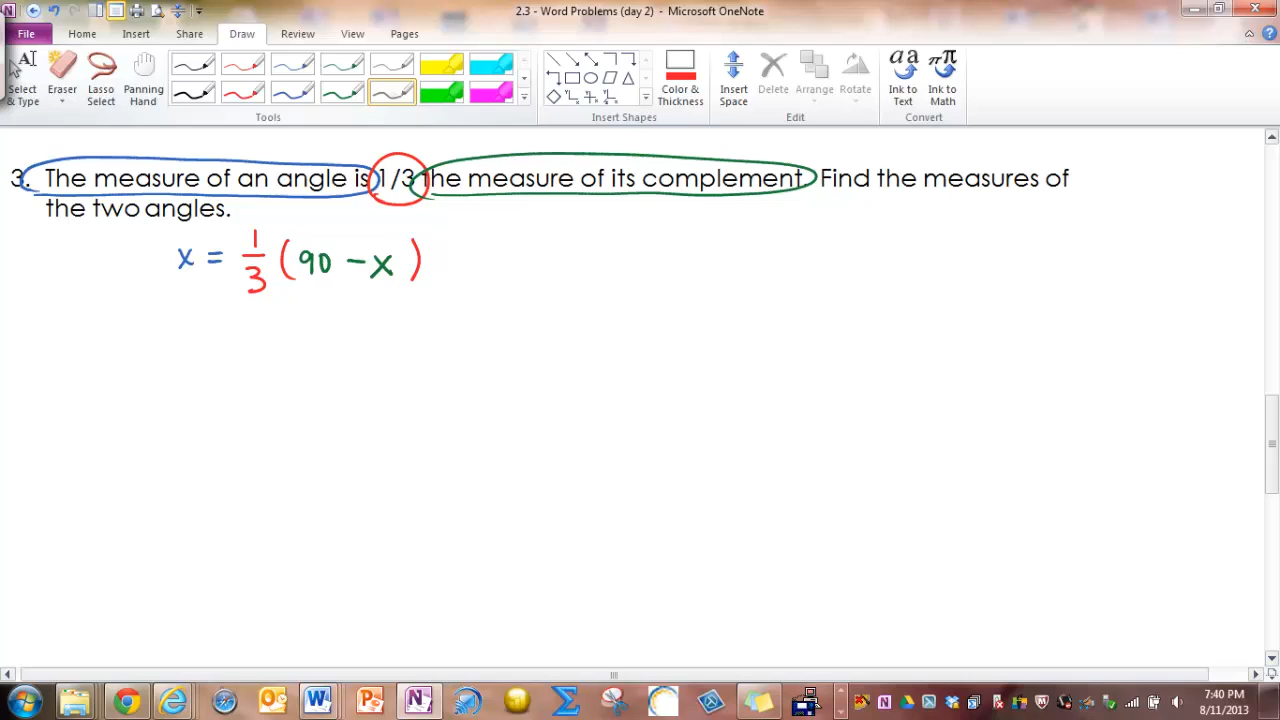 2.3 - Word Problems (day 2) - Microsoft OneNote
File Home Insert Draw Share Draw Review View Pages
Select & Type
Eraser
Lasso Select
Panning Hand
Color & Thickness
Insert Space
Delete
Arrange
Rotate
Ink to Text
Ink to Math
Tools
Insert Shapes
Edit
Convert
3. The measure of an angle is 1/3 the measure of its complement. Find the measures of
the two angles.
x = 1/3 ( 90 - x )
7:40 PM
8/11/2013